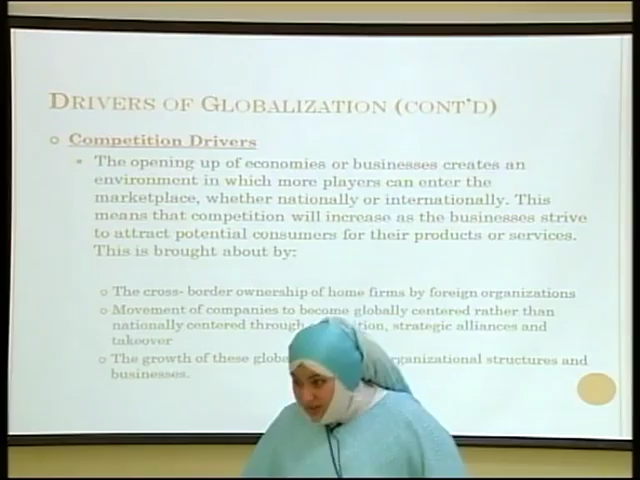 DRIVERS OF GLOBALIZATION (CONT'D)
Competition Drivers
The opening up of economies or businesses creates an
environment in which more players can enter the
marketplace, whether nationally or internationally. This
means that competition will increase as the businesses strive
to attract potential consumers for their products or services.
This is brought about by:
The cross- border ownership of home firms by foreign organizations
Movement of companies to become globally centered rather than
nationally centered through strategic alliances and
takeover
The growth of these organizational structures and
businesses.